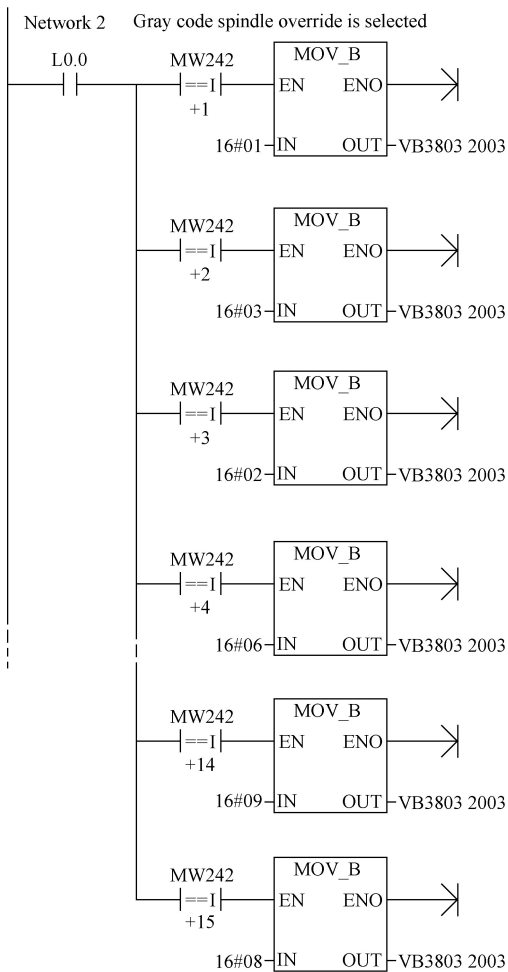 Network 2 Gray code spindle override is selected
L0.0
MW242
==I
+1
MOV_B
EN ENO
16#01 IN OUT VB3803 2003
MW242
==I
+2
MOV_B
EN ENO
16#03 IN OUT VB3803 2003
MW242
==I
+3
MOV_B
EN ENO
16#02 IN OUT VB3803 2003
MW242
==I
+4
MOV_B
EN ENO
16#06 IN OUT VB3803 2003
MW242
==I
+14
MOV_B
EN ENO
16#09 IN OUT VB3803 2003
MW242
==I
+15
MOV_B
EN ENO
16#08 IN OUT VB3803 2003